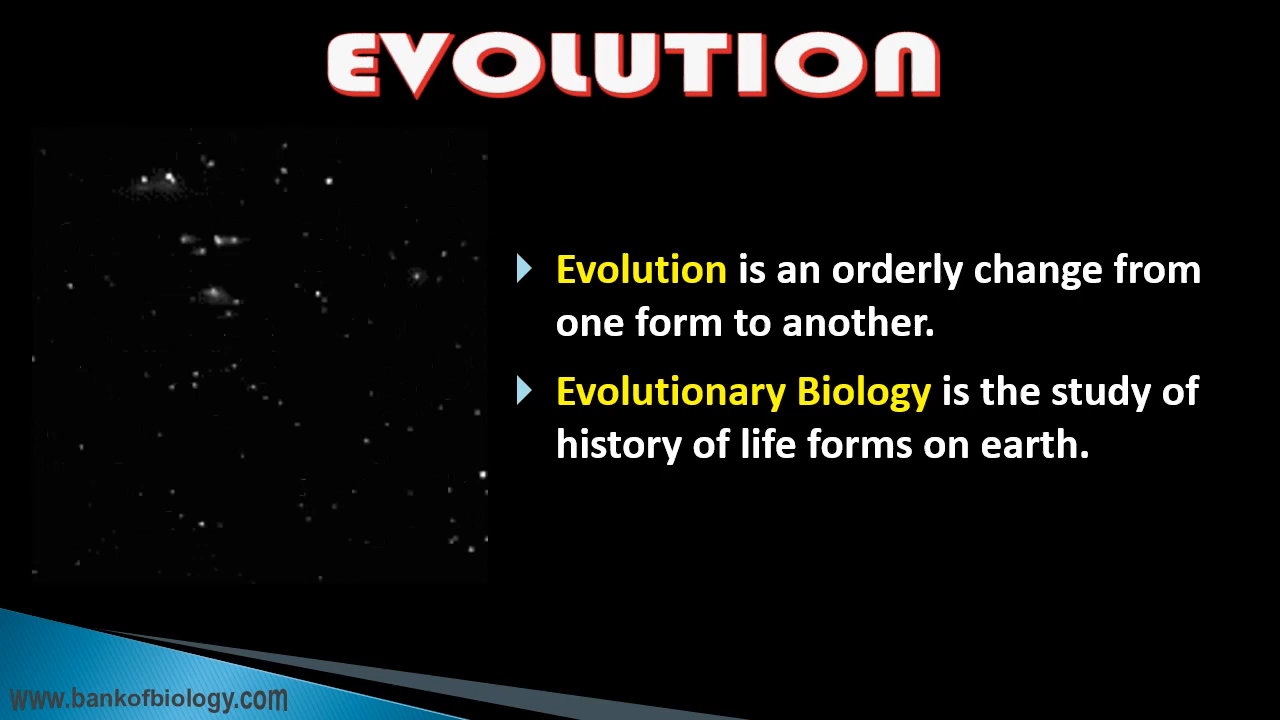 EVOLUTION
Evolution is an orderly change from
one form to another.
Evolutionary Biology is the study of
history of life forms on earth.
www.bankofbiology.com